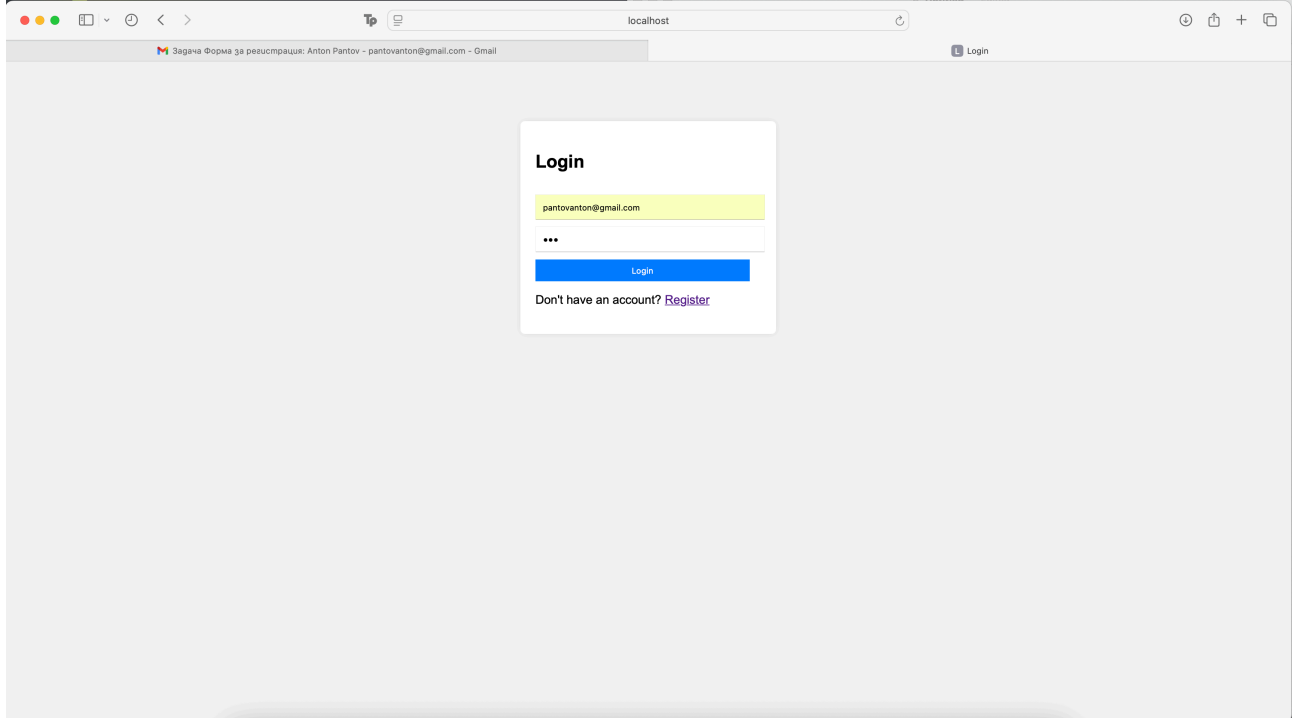 Tp
localhost
Задача Форма за регистрация: Anton Pantov - pantovanton@gmail.com - Gmail
L Login
Login
pantovanton@gmail.com
•••
Login
Don't have an account? Register